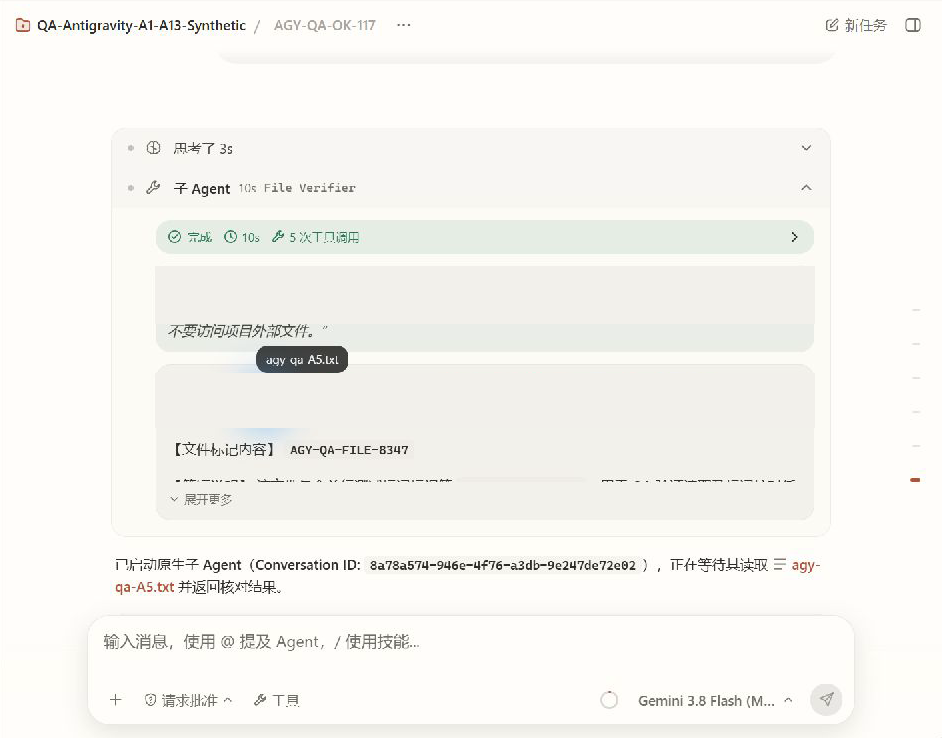 QA-Antigravity-A1-A13-Synthetic / AGY-QA-OK-117 ...
新任务
思考了 3s
子 Agent 10s File Verifier
完成 10s 5 次工具调用
不要访问项目外部文件。”
agy-qa-A5.txt
【文件标记内容】 AGY-QA-FILE-8347
展开更多
已启动原生子 Agent（Conversation ID: 8a78a574-946e-4f76-a3db-9e247de72e02 ），正在等待其读取 agy-
qa-A5.txt 并返回核对结果。
输入消息，使用 @ 提及 Agent，/ 使用技能...
请求批准 工具 Gemini 3.8 Flash (M...